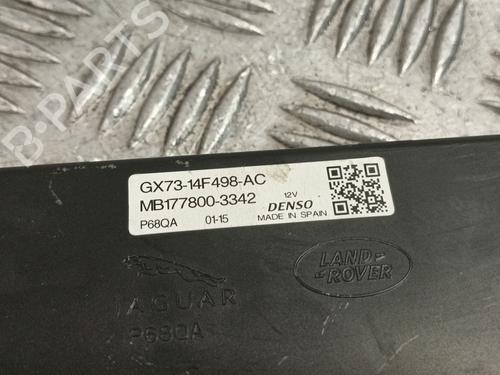 B-PARTS
GX73-14F498-AC
MB177800-3342
12V
DENSO
P68QA 01-15 MADE IN SPAIN
JAGUAR
P68QA
LAND-
-ROVER